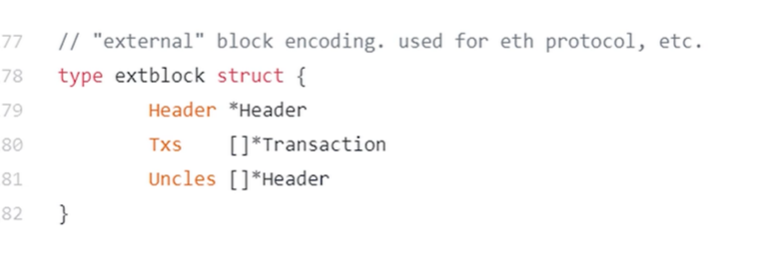 77 // "external" block encoding. used for eth protocol, etc.
78 type extblock struct {
79 Header *Header
80 Txs []*Transaction
81 Uncles []*Header
82 }